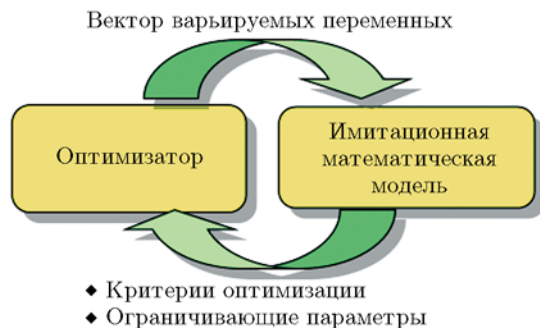 Вектор варьируемых переменных
Оптимизатор
Имитационная
математическая
модель
◆ Критерии оптимизации
◆ Ограничивающие параметры